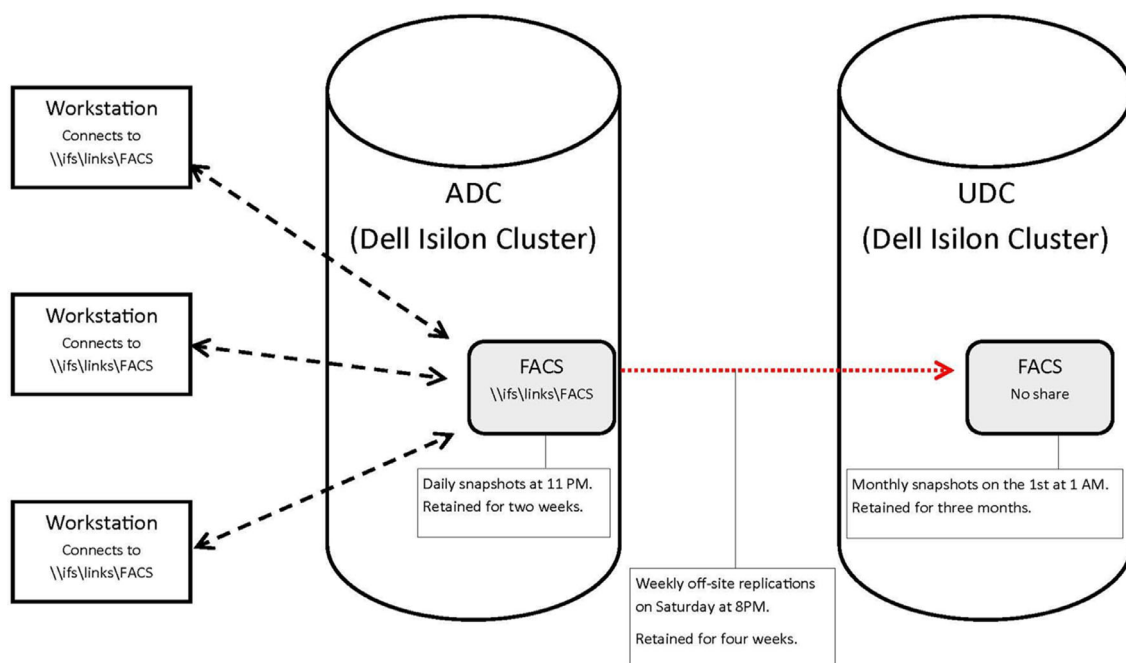 Workstation
Connects to
\\ifs\links\FACS
Workstation
Connects to
\\ifs\links\FACS
Workstation
Connects to
\\ifs\links\FACS
ADC
(Dell Isilon Cluster)
FACS
\\ifs\links\FACS
Daily snapshots at 11 PM.
Retained for two weeks.
Weekly off-site replications
on Saturday at 8PM.
Retained for four weeks.
UDC
(Dell Isilon Cluster)
FACS
No share
Monthly snapshots on the 1st at 1 AM.
Retained for three months.